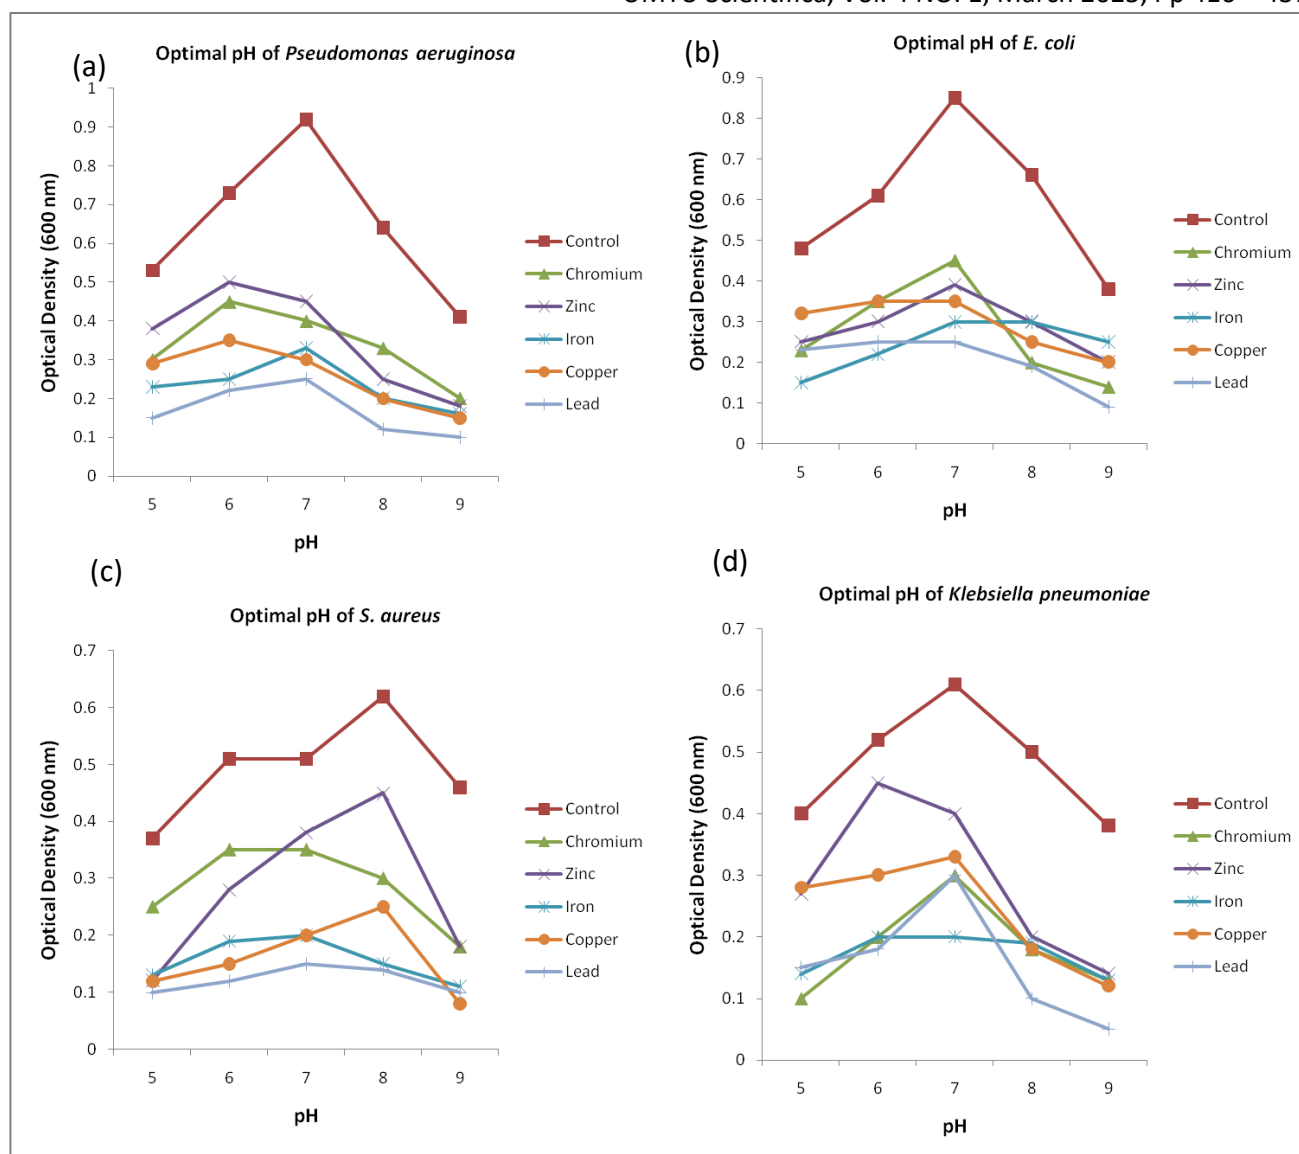 (a)
Optimal pH of Pseudomonas aeruginosa
Optical Density (600 nm)
1
0.9
0.8
0.7
0.6
0.5
0.4
0.3
0.2
0.1
0
5 6 7 8 9
pH
Control
Chromium
Zinc
Iron
Copper
Lead
(b)
Optimal pH of E. coli
Optical Density (600 nm)
0.9
0.8
0.7
0.6
0.5
0.4
0.3
0.2
0.1
0
5 6 7 8 9
pH
Control
Chromium
Zinc
Iron
Copper
Lead
(c)
Optimal pH of S. aureus
Optical Density (600 nm)
0.7
0.6
0.5
0.4
0.3
0.2
0.1
0
5 6 7 8 9
pH
Control
Chromium
Zinc
Iron
Copper
Lead
(d)
Optimal pH of Klebsiella pneumoniae
Optical Density (600 nm)
0.7
0.6
0.5
0.4
0.3
0.2
0.1
0
5 6 7 8 9
pH
Control
Chromium
Zinc
Iron
Copper
Lead